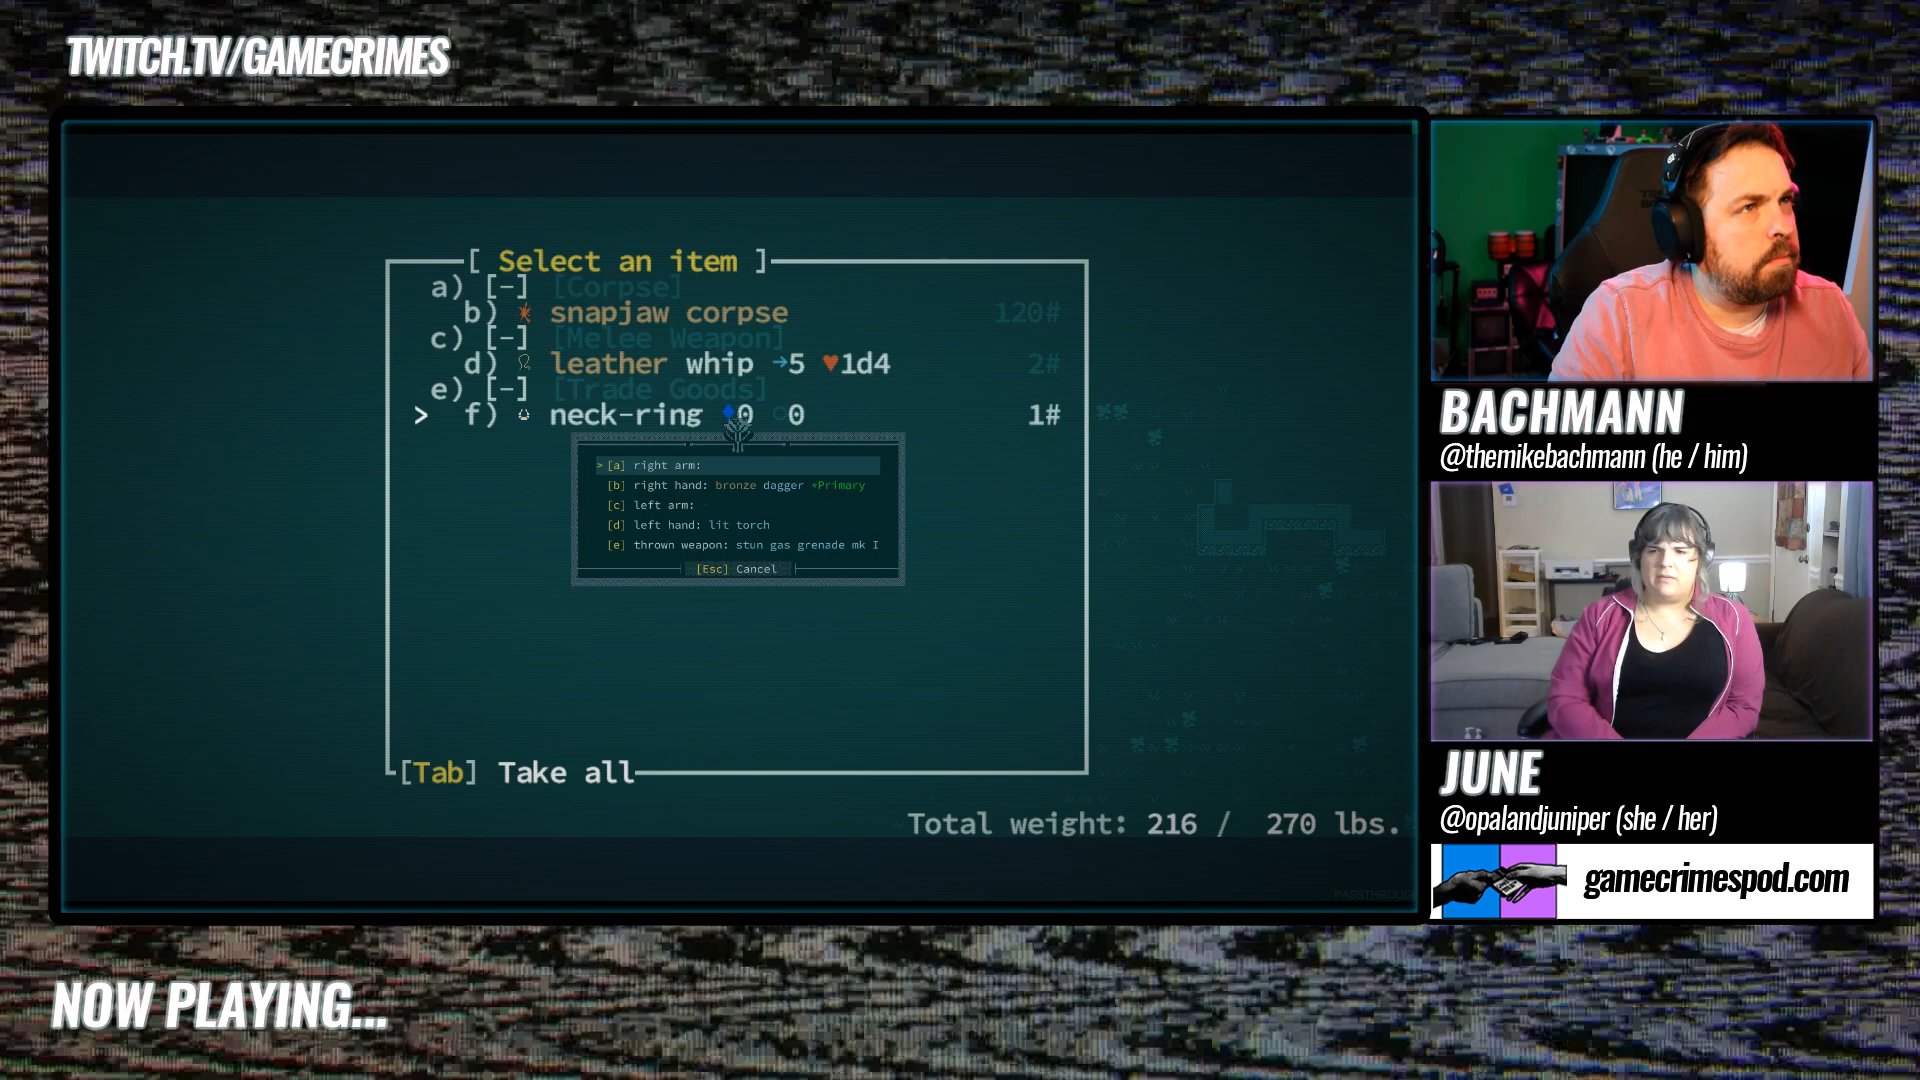 TWITCH.TV/GAMECRIMES
[ Select an item ]
a) [-] [Corpse]
b) snapjaw corpse 120#
c) [-] [Melee Weapon]
d) leather whip →5 ♥1d4 2#
e) [-] [Trade Goods]
> f) neck-ring ♦0 ○0 1#
> [a] right arm:
[b] right hand: bronze dagger *Primary
[c] left arm:
[d] left hand: lit torch
[e] thrown weapon: stun gas grenade mk I
[Esc] Cancel
[Tab] Take all
Total weight: 216 / 270 lbs.
BACHMANN
@themikebachmann (he / him)
JUNE
@opalandjuniper (she / her)
gamecrimespod.com
NOW PLAYING...